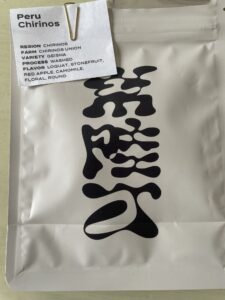 Peru
Chirinos
REGION CHIRINOS
FARM CHIRINOS UNION
VARIETY GEISHA
PROCESS WASHED
FLAVOR LOQUAT, STONEFRUIT,
RED APPLE, CAMOMILE,
FLORAL, ROUND